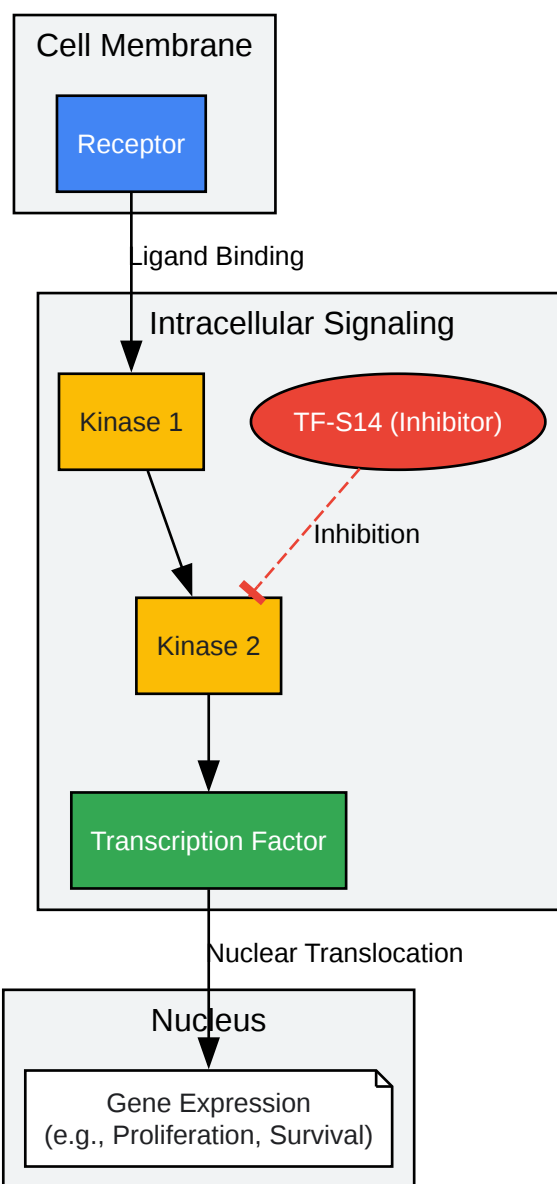 Cell Membrane
Receptor
Ligand Binding
Intracellular Signaling
Kinase 1
TF-S14 (Inhibitor)
Inhibition
Kinase 2
Transcription Factor
Nuclear Translocation
Nucleus
Gene Expression
(e.g., Proliferation, Survival)